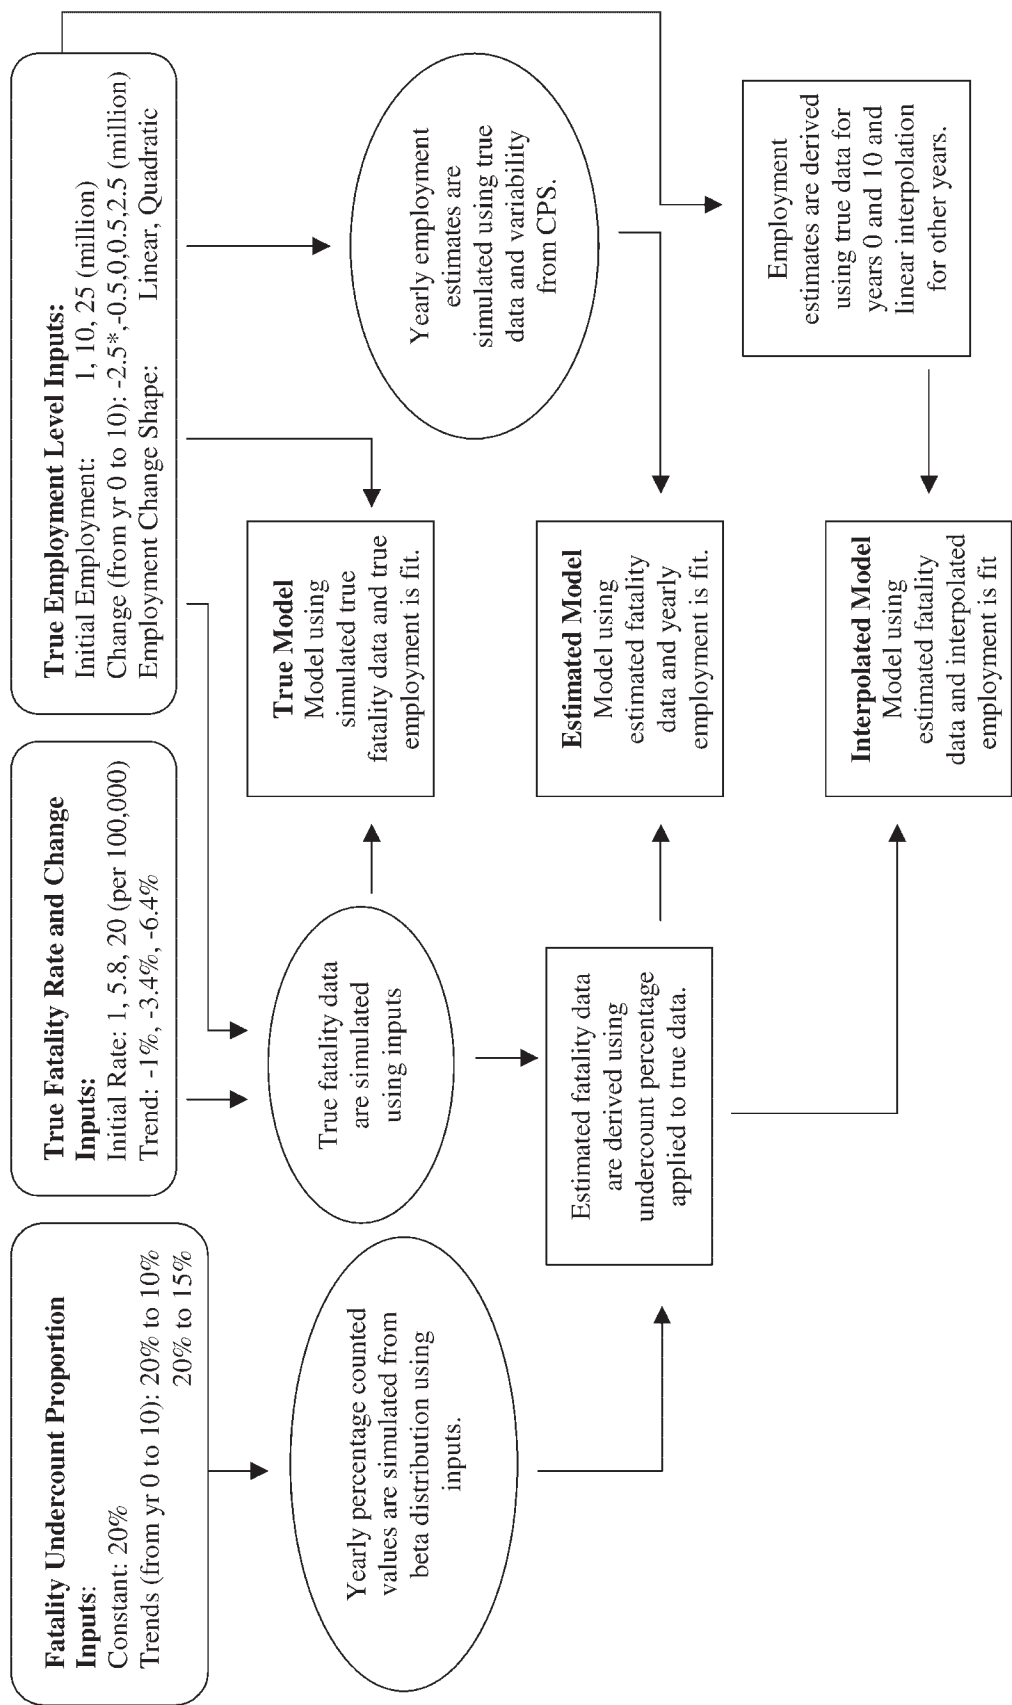 Fatality Undercount Proportion
Inputs:
Constant: 20%
Trends (from yr 0 to 10): 20% to 10%
20% to 15%
True Fatality Rate and Change
Inputs:
Initial Rate: 1, 5.8, 20 (per 100,000)
Trend: -1%, -3.4%, -6.4%
True Employment Level Inputs:
Initial Employment: 1, 10, 25 (million)
Change (from yr 0 to 10): -2.5*,-0.5,0,0.5,2.5 (million)
Employment Change Shape: Linear, Quadratic
Yearly percentage counted
values are simulated from
beta distribution using
inputs.
True fatality data
are simulated
using inputs
True Model
Model using
simulated true
fatality data and true
employment is fit.
Yearly employment
estimates are
simulated using true
data and variability
from CPS.
Estimated fatality data
are derived using
undercount percentage
applied to true data.
Estimated Model
Model using
estimated fatality
data and yearly
employment is fit.
Employment
estimates are derived
using true data for
years 0 and 10 and
linear interpolation
for other years.
Interpolated Model
Model using
estimated fatality
data and interpolated
employment is fit